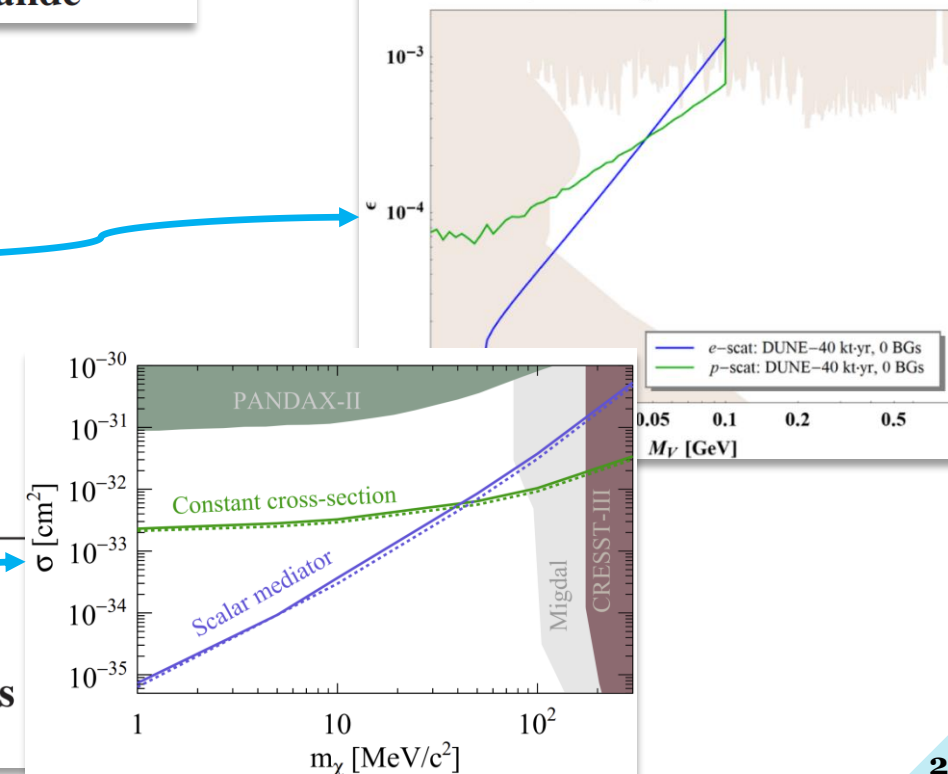 10⁻³
ϵ
10⁻⁴
e−scat: DUNE−40 kt·yr, 0 BGs
p−scat: DUNE−40 kt·yr, 0 BGs
0.05 0.1 0.2 0.5
M_V [GeV]
10⁻³⁰
10⁻³¹
10⁻³²
10⁻³³
10⁻³⁴
10⁻³⁵
σ [cm²]
PANDAX-II
Constant cross-section
Scalar mediator
Migdal
CRESST-III
1 10 10²
m_χ [MeV/c²]
s
2